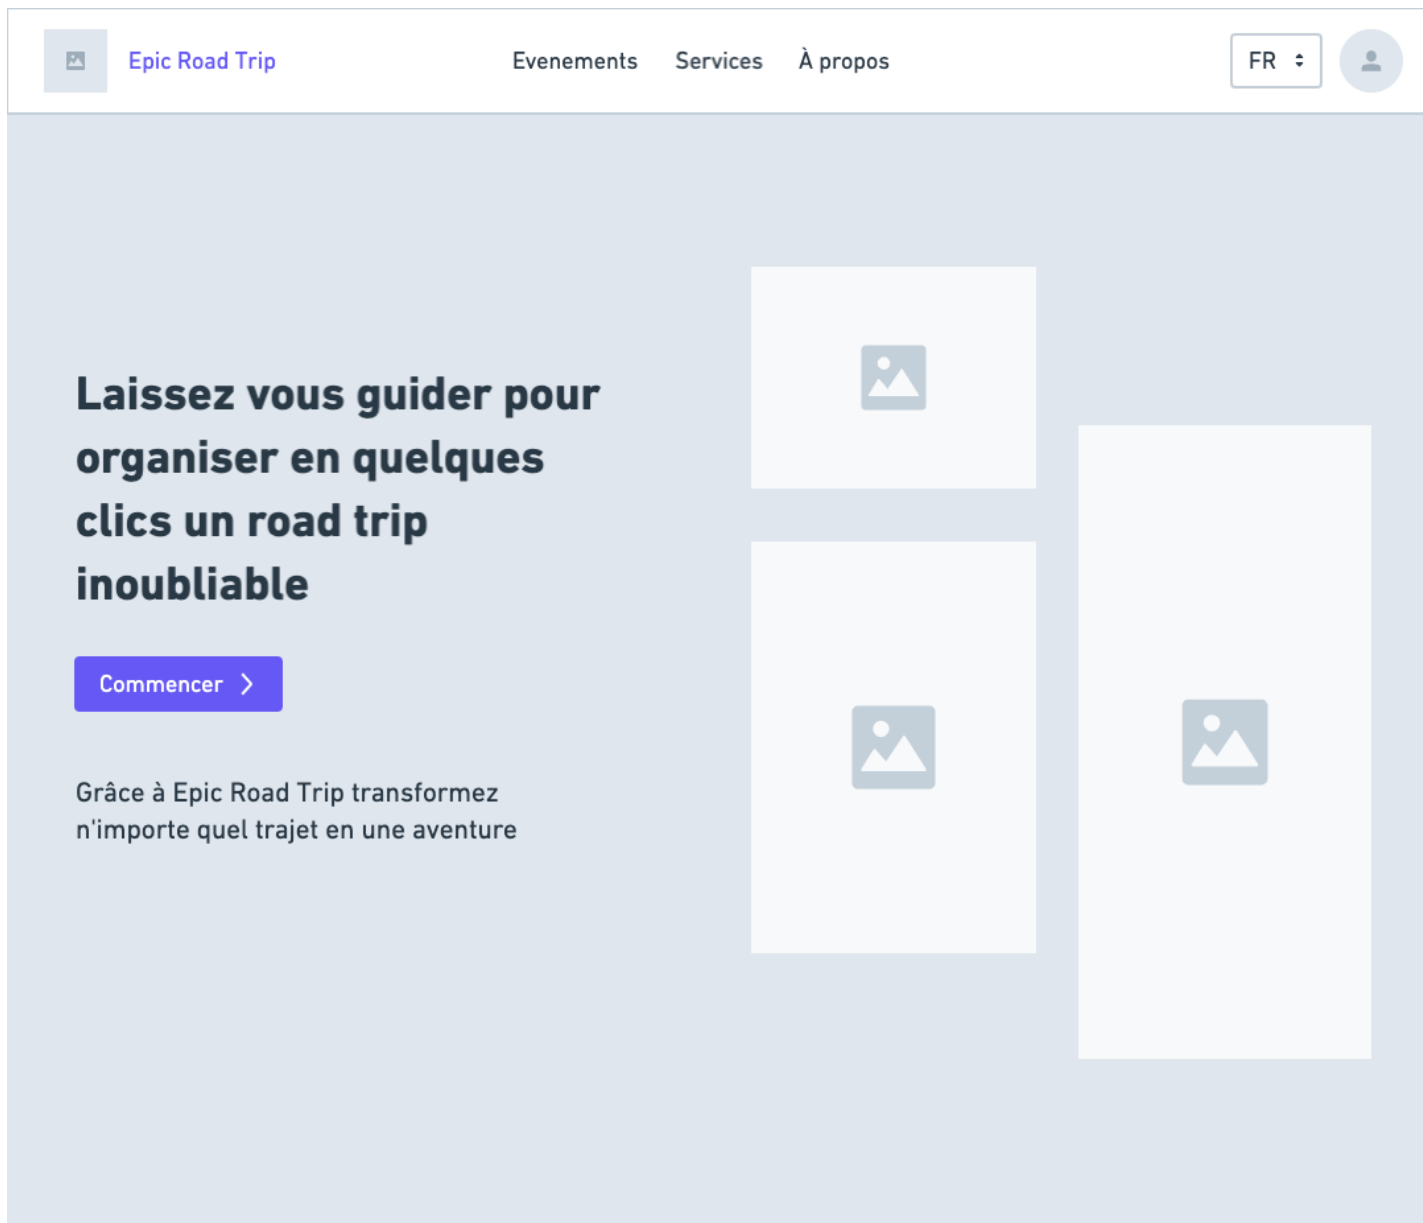 Epic Road Trip
Evenements
Services
À propos
FR
Laissez vous guider pour
organiser en quelques
clics un road trip
inoubliable
Commencer
Grâce à Epic Road Trip transformez
n'importe quel trajet en une aventure